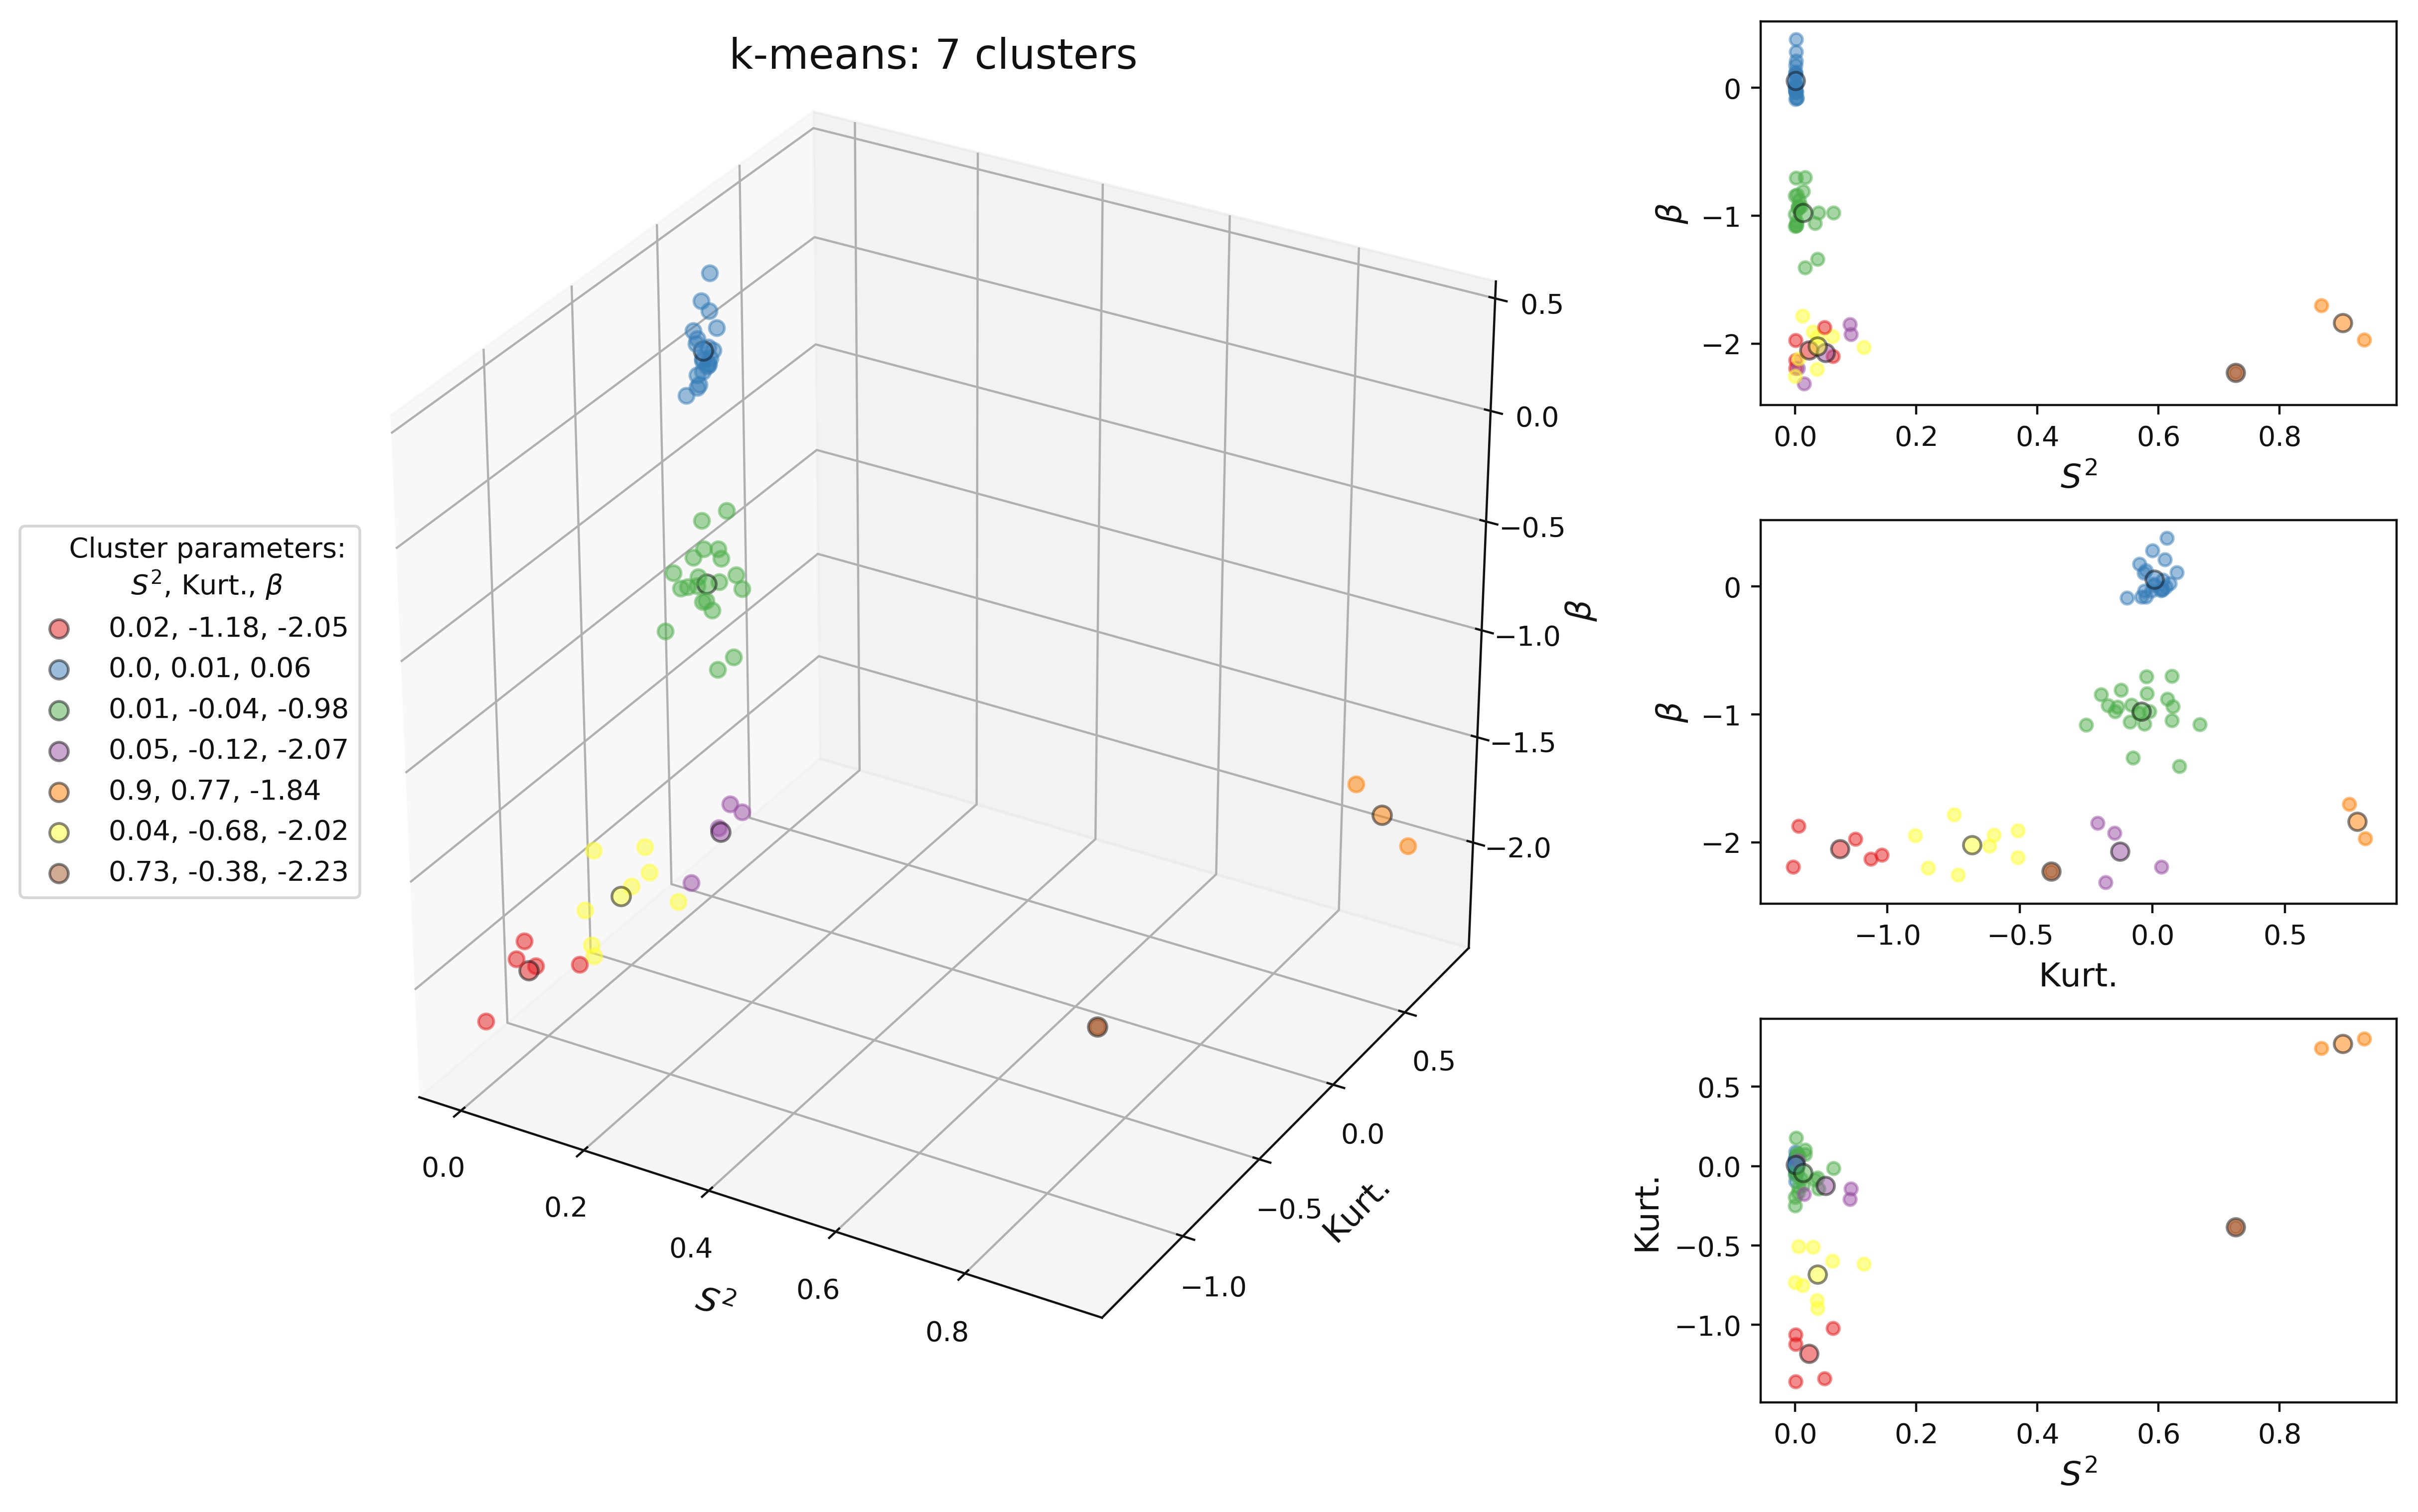 k-means: 7 clusters
Cluster parameters:
S², Kurt., β
0.02, -1.18, -2.05
0.0, 0.01, 0.06
0.01, -0.04, -0.98
0.05, -0.12, -2.07
0.9, 0.77, -1.84
0.04, -0.68, -2.02
0.73, -0.38, -2.23
0.5
0.0
−0.5
−1.0
−1.5
−2.0
β
0.0
0.2
0.4
0.6
0.8
S²
−1.0
−0.5
0.0
0.5
Kurt.
0
−1
−2
β
0.0 0.2 0.4 0.6 0.8
S²
0
−1
−2
β
−1.0 −0.5 0.0 0.5
Kurt.
0.5
0.0
−0.5
−1.0
Kurt.
0.0 0.2 0.4 0.6 0.8
S²